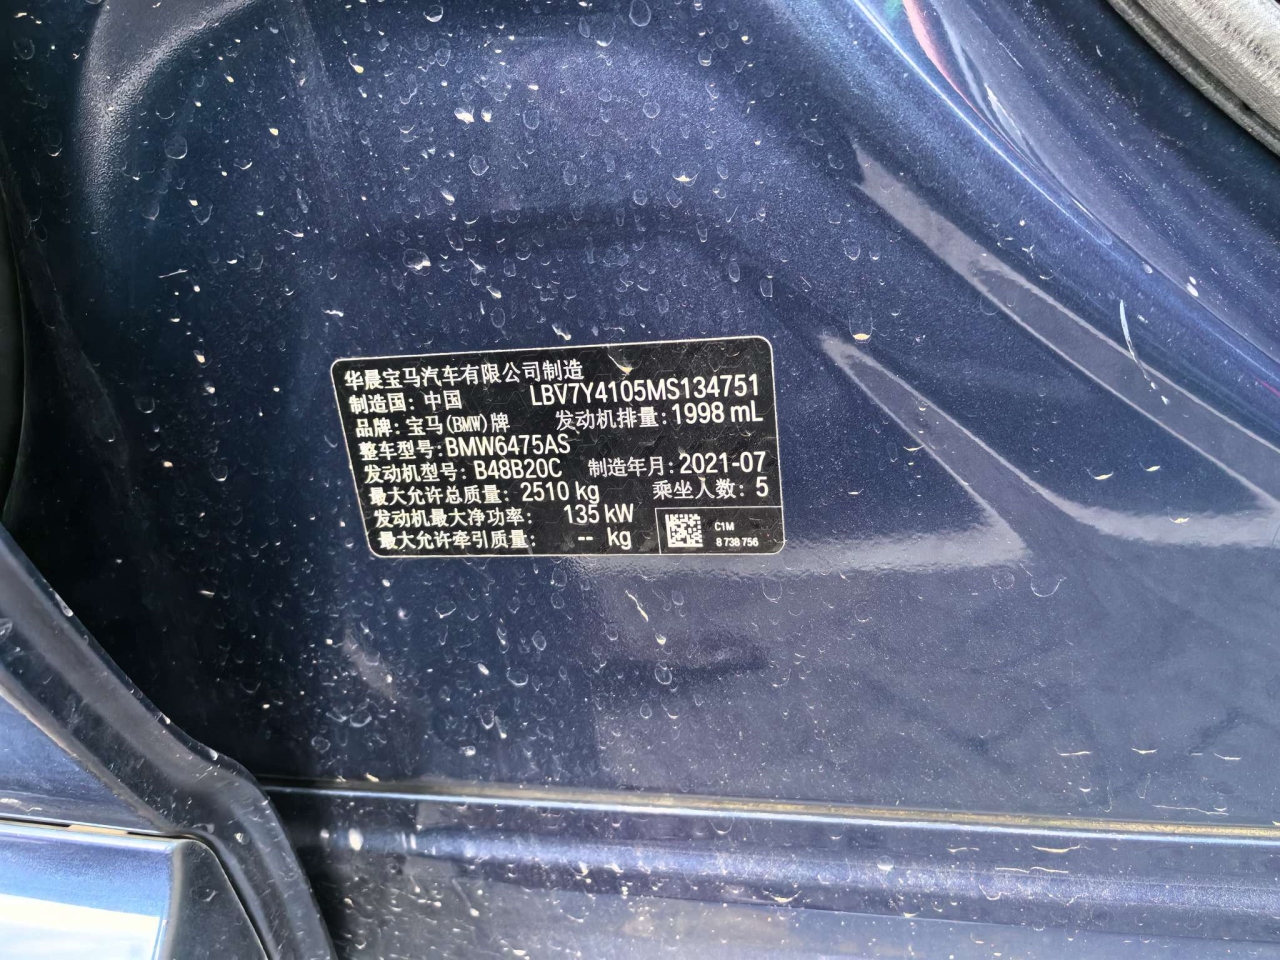 华晨宝马汽车有限公司制造
制造国: 中国 LBV7Y4105MS134751
品牌: 宝马(BMW)牌 发动机排量: 1998 mL
整车型号: BMW6475AS
发动机型号: B48B20C 制造年月: 2021-07
最大允许总质量: 2510 kg 乘坐人数: 5
发动机最大净功率: 135 kW
最大允许牵引质量: -- kg
C1M
8 738 756